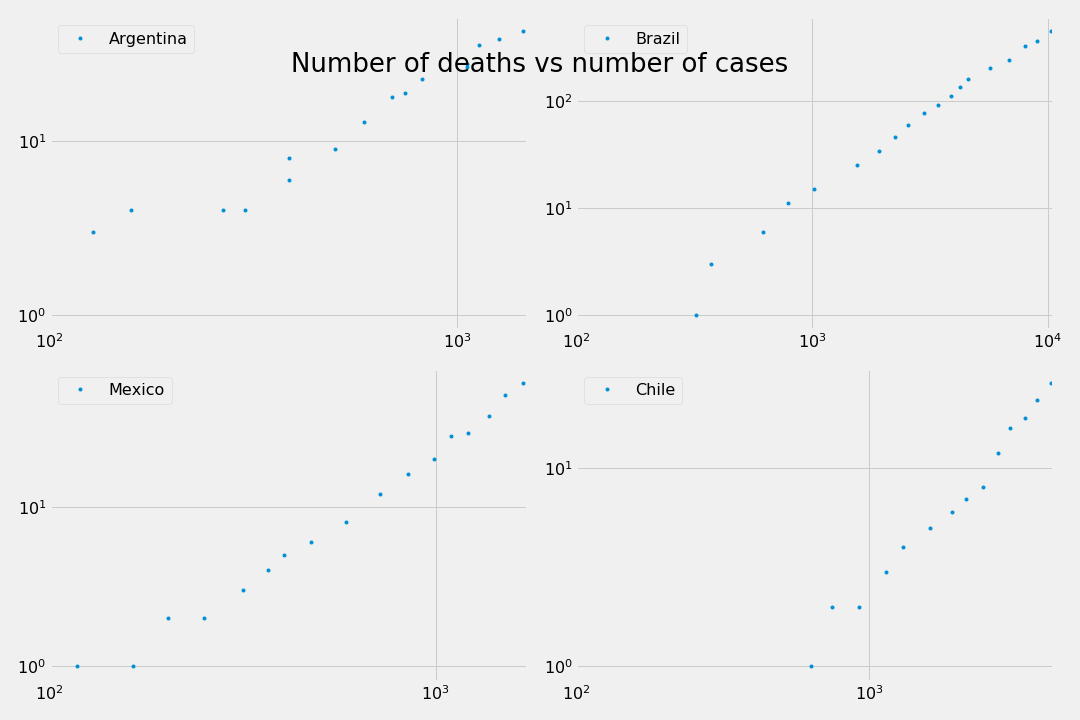 Argentina
Brazil
Number of deaths vs number of cases
10¹
10⁰
10² 10³
10²
10¹
10⁰
10² 10³ 10⁴
Mexico
Chile
10¹
10⁰
10² 10³
10¹
10⁰
10² 10³